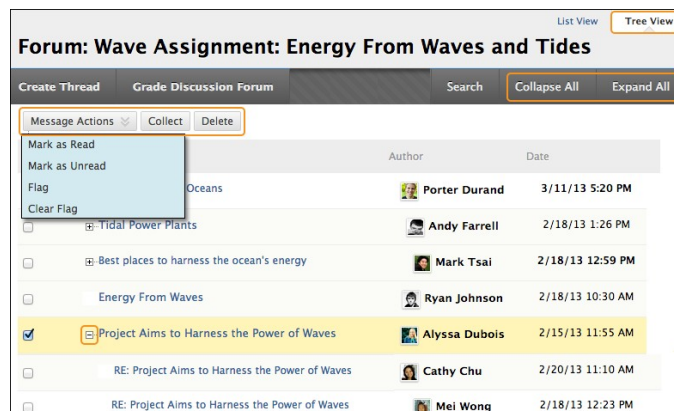 List View Tree View
Forum: Wave Assignment: Energy From Waves and Tides
Create Thread Grade Discussion Forum Search Collapse All Expand All
Message Actions Collect Delete
Mark as Read
Mark as Unread
Flag
Clear Flag
Author Date
Oceans Porter Durand 3/11/13 5:20 PM
Tidal Power Plants Andy Farrell 2/18/13 1:26 PM
Best places to harness the ocean's energy Mark Tsai 2/18/13 12:59 PM
Energy From Waves Ryan Johnson 2/18/13 10:30 AM
Project Aims to Harness the Power of Waves Alyssa Dubois 2/15/13 11:55 AM
RE: Project Aims to Harness the Power of Waves Cathy Chu 2/20/13 11:10 AM
RE: Project Aims to Harness the Power of Waves Mei Wong 2/18/13 12:23 PM